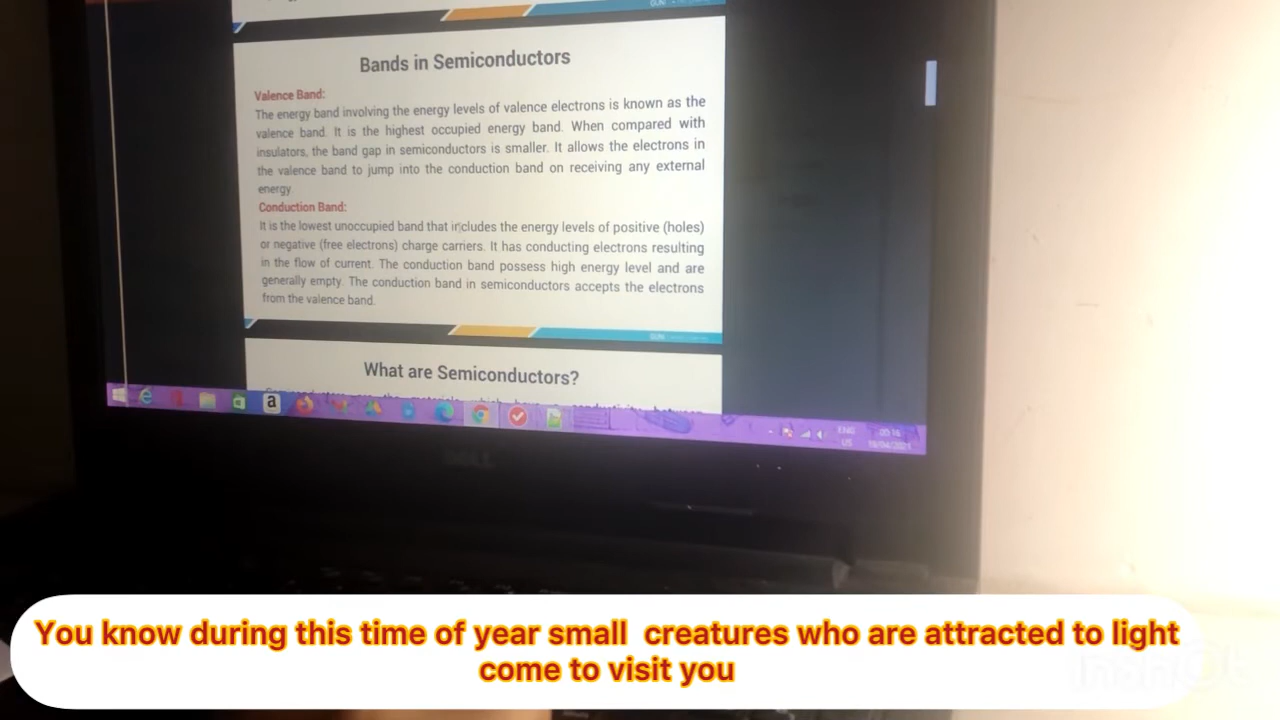 Bands in Semiconductors
Valence Band:
The energy band involving the energy levels of valence electrons is known as the
valence band. It is the highest occupied energy band. When compared with
insulators, the band gap in semiconductors is smaller. It allows the electrons in
the valence band to jump into the conduction band on receiving any external
energy
Conduction Band:
It is the lowest unoccupied band that includes the energy levels of positive (holes)
or negative (free electrons) charge carriers. It has conducting electrons resulting
in the flow of current. The conduction band possess high energy level and are
generally empty. The conduction band in semiconductors accepts the electrons
from the valence band.
What are Semiconductors?
a
ENG
US
00:16
DELL
You know during this time of year small creatures who are attracted to light
come to visit you